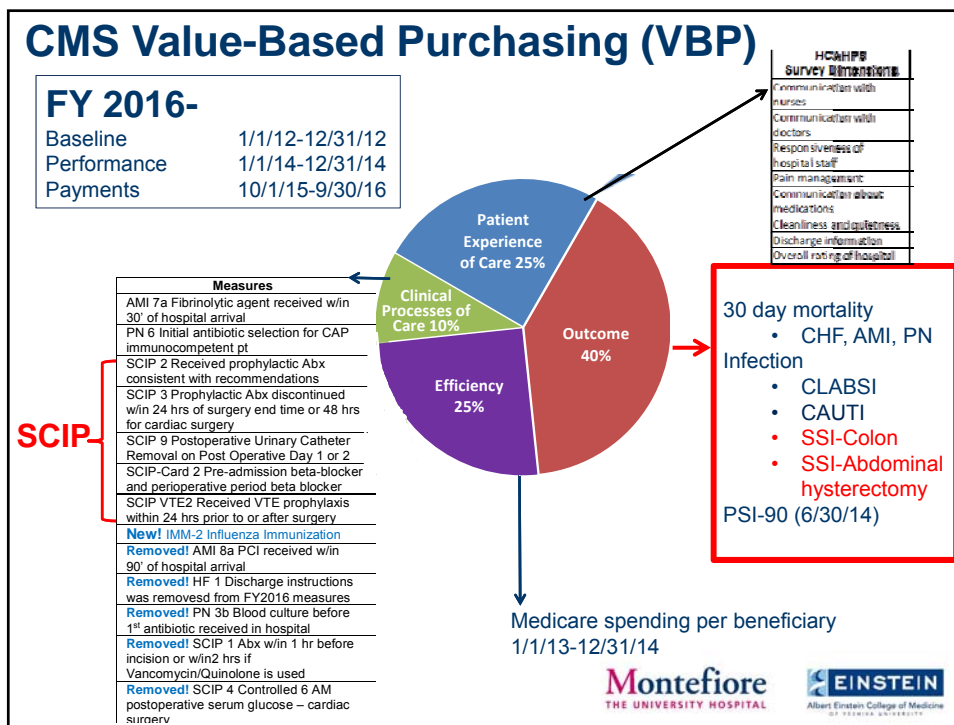 CMS Value-Based Purchasing (VBP)
FY 2016-
Baseline 1/1/12-12/31/12
Performance 1/1/14-12/31/14
Payments 10/1/15-9/30/16
HCAHPS
Survey Dimensions
Communication with
nurses
Communication with
doctors
Responsiveness of
hospital staff
Pain management
Communication about
medications
Cleanliness and quietness
Discharge information
Overall rating of hospital
Patient
Experience
of Care 25%
Clinical
Processes of
Care 10%
Outcome
40%
Efficiency
25%
Measures
AMI 7a Fibrinolytic agent received w/in
30' of hospital arrival
PN 6 Initial antibiotic selection for CAP
immunocompetent pt
SCIP 2 Received prophylactic Abx
consistent with recommendations
SCIP 3 Prophylactic Abx discontinued
w/in 24 hrs of surgery end time or 48 hrs
for cardiac surgery
SCIP 9 Postoperative Urinary Catheter
Removal on Post Operative Day 1 or 2
SCIP-Card 2 Pre-admission beta-blocker
and perioperative period beta blocker
SCIP VTE2 Received VTE prophylaxis
within 24 hrs prior to or after surgery
New! IMM-2 Influenza Immunization
Removed! AMI 8a PCI received w/in
90' of hospital arrival
Removed! HF 1 Discharge instructions
was removesd from FY2016 measures
Removed! PN 3b Blood culture before
1st antibiotic received in hospital
Removed! SCIP 1 Abx w/in 1 hr before
incision or w/in2 hrs if
Vancomycin/Quinolone is used
Removed! SCIP 4 Controlled 6 AM
postoperative serum glucose – cardiac
surgery
SCIP
30 day mortality
• CHF, AMI, PN
Infection
• CLABSI
• CAUTI
• SSI-Colon
• SSI-Abdominal
hysterectomy
PSI-90 (6/30/14)
Medicare spending per beneficiary
1/1/13-12/31/14
Montefiore
THE UNIVERSITY HOSPITAL
EINSTEIN
Albert Einstein College of Medicine
OF YESHIVA UNIVERSITY